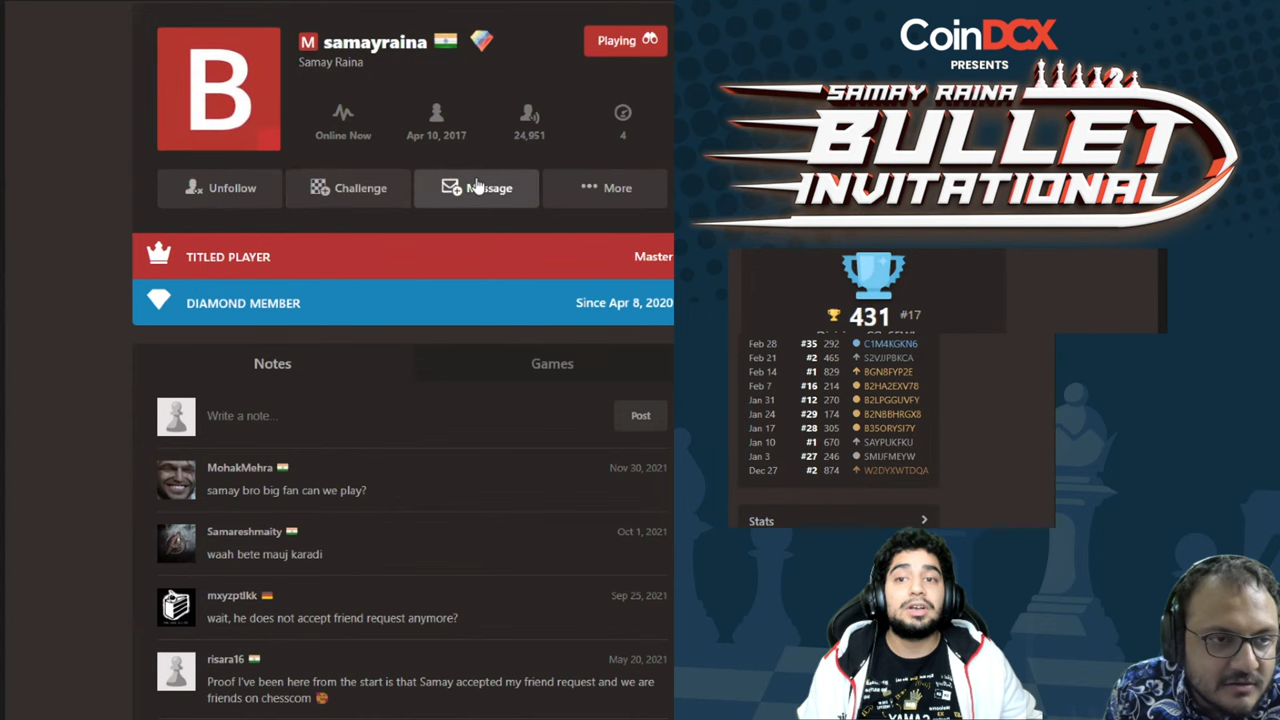 B
M samayraina
Samay Raina
Playing
Online Now
Apr 10, 2017
24,951
4
Unfollow
Challenge
Message
More
TITLED PLAYER
Master
DIAMOND MEMBER
Since Apr 8, 2020
Notes
Games
Write a note...
Post
MohakMehra
Nov 30, 2021
samay bro big fan can we play?
Samareshmaity
Oct 1, 2021
waah bete mauj karadi
mxyzptlkk
Sep 25, 2021
wait, he does not accept friend request anymore?
risara16
May 20, 2021
Proof I've been here from the start is that Samay accepted my friend request and we are
friends on chesscom
CoinDCX
PRESENTS
SAMAY RAINA
BULLET
INVITATIONAL
431 #17
Feb 28 #35 292 C1M4KGKN6
Feb 21 #2 465 S2VJJP8KCA
Feb 14 #1 829 BGN8FYP2E
Feb 7 #16 214 B2HA2EXV78
Jan 31 #12 270 B2LPGGUVFY
Jan 24 #29 174 B2NBBHRGX8
Jan 17 #28 305 B3SORYSI7Y
Jan 10 #1 670 SAYPUKFKU
Jan 3 #27 246 SMIJFMEYW
Dec 27 #2 874 W2DYXWTDQA
Stats
SAMAY